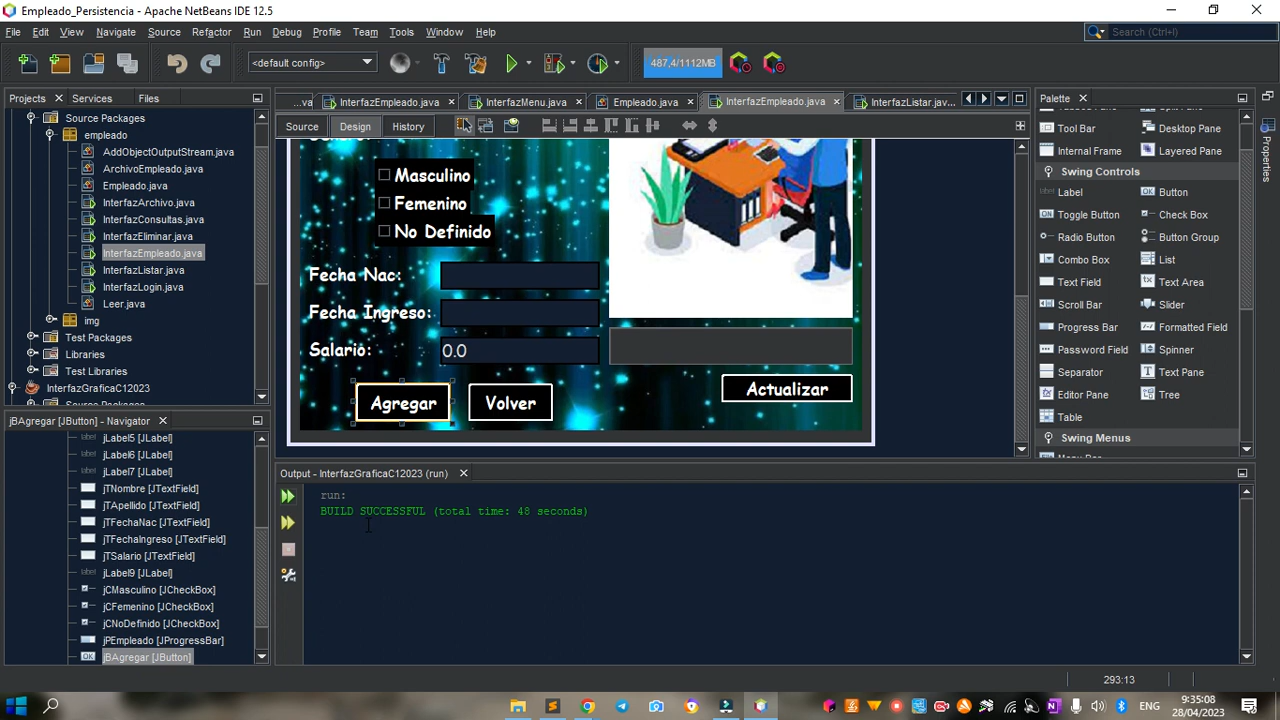 Empleado_Persistencia - Apache NetBeans IDE 12.5
File Edit View Navigate Source Refactor Run Debug Profile Team Tools Window Help
Search (Ctrl+I)
<default config>
487,4/1112MB
Projects Services Files
Source Packages
empleado
AddObjectOutputStream.java
ArchivoEmpleado.java
Empleado.java
InterfazArchivo.java
InterfazConsultas.java
InterfazEliminar.java
InterfazEmpleado.java
InterfazListar.java
InterfazLogin.java
Leer.java
img
Test Packages
Libraries
Test Libraries
InterfazGraficaC12023
...va InterfazEmpleado.java InterfazMenu.java Empleado.java InterfazEmpleado.java InterfazListar.jav...
Source Design History
Masculino
Femenino
No Definido
Fecha Nac:
Fecha Ingreso:
Salario: 0.0
Agregar Volver Actualizar
Palette
Tool Bar Desktop Pane
Internal Frame Layered Pane
Swing Controls
Label Button
Toggle Button Check Box
Radio Button Button Group
Combo Box List
Text Field Text Area
Scroll Bar Slider
Progress Bar Formatted Field
Password Field Spinner
Separator Text Pane
Editor Pane Tree
Table
Swing Menus
Properties
jBAgregar [JButton] - Navigator
jLabel5 [JLabel]
jLabel6 [JLabel]
jLabel7 [JLabel]
jTNombre [JTextField]
jTApellido [JTextField]
jTFechaNac [JTextField]
jTFechaIngreso [JTextField]
jTSalario [JTextField]
jLabel9 [JLabel]
jCMasculino [JCheckBox]
jCFemenino [JCheckBox]
jCNoDefinido [JCheckBox]
jPEmpleado [JProgressBar]
jBAgregar [JButton]
Output - InterfazGraficaC12023 (run)
run:
BUILD SUCCESSFUL (total time: 48 seconds)
293:13
ENG
9:35:08
28/04/2023